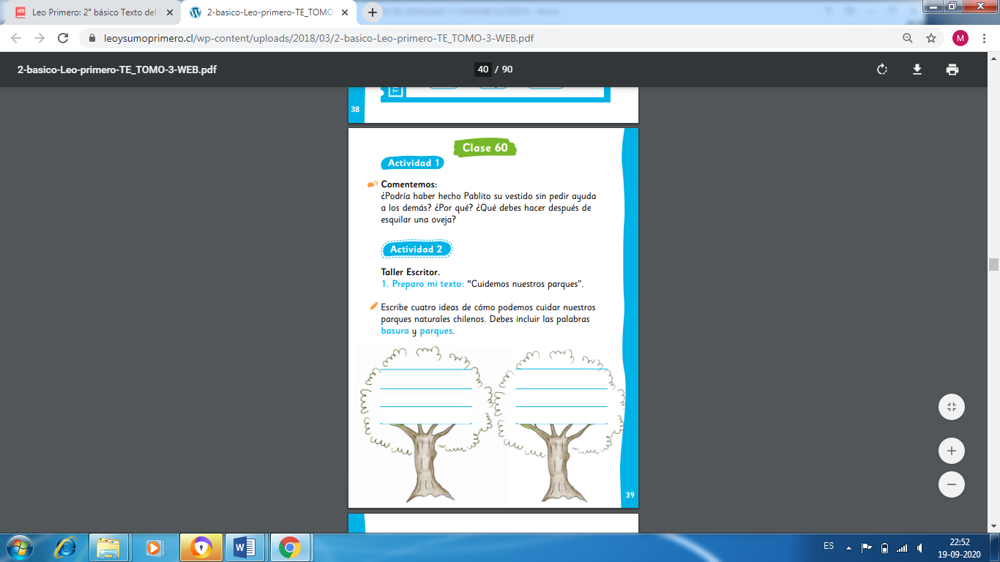 Leo Primero: 2° básico Texto del
2-basico-Leo-primero-TE_TOMO-
leoysumoprimero.cl/wp-content/uploads/2018/03/2-basico-Leo-primero-TE_TOMO-3-WEB.pdf
M
2-basico-Leo-primero-TE_TOMO-3-WEB.pdf
40 / 90
38
Clase 60
Actividad 1
Comentemos:
¿Podría haber hecho Pablito su vestido sin pedir ayuda
a los demás? ¿Por qué? ¿Qué debes hacer después de
esquilar una oveja?
Actividad 2
Taller Escritor.
1. Preparo mi texto: “Cuidemos nuestros parques”.
Escribe cuatro ideas de cómo podemos cuidar nuestros
parques naturales chilenos. Debes incluir las palabras
basura y parques.
39
ES
22:52
19-09-2020